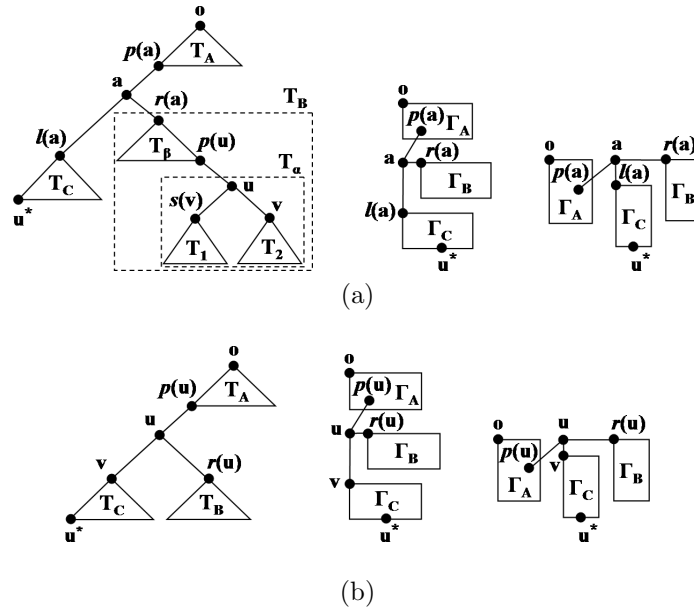 o
T_A
p(a)
a
r(a)
T_B
l(a)
T_β
p(u)
T_C
T_α
u*
s(v)
u
v
T_1
T_2
o
p(a)
Γ_A
a
r(a)
Γ_B
l(a)
Γ_C
u*
o
a
r(a)
p(a)
l(a)
Γ_A
Γ_C
Γ_B
u*
(a)
o
T_A
p(u)
u
v
r(u)
T_C
T_B
u*
o
p(u)
Γ_A
u
r(u)
Γ_B
v
Γ_C
u*
o
u
r(u)
p(u)
v
Γ_A
Γ_C
Γ_B
u*
(b)